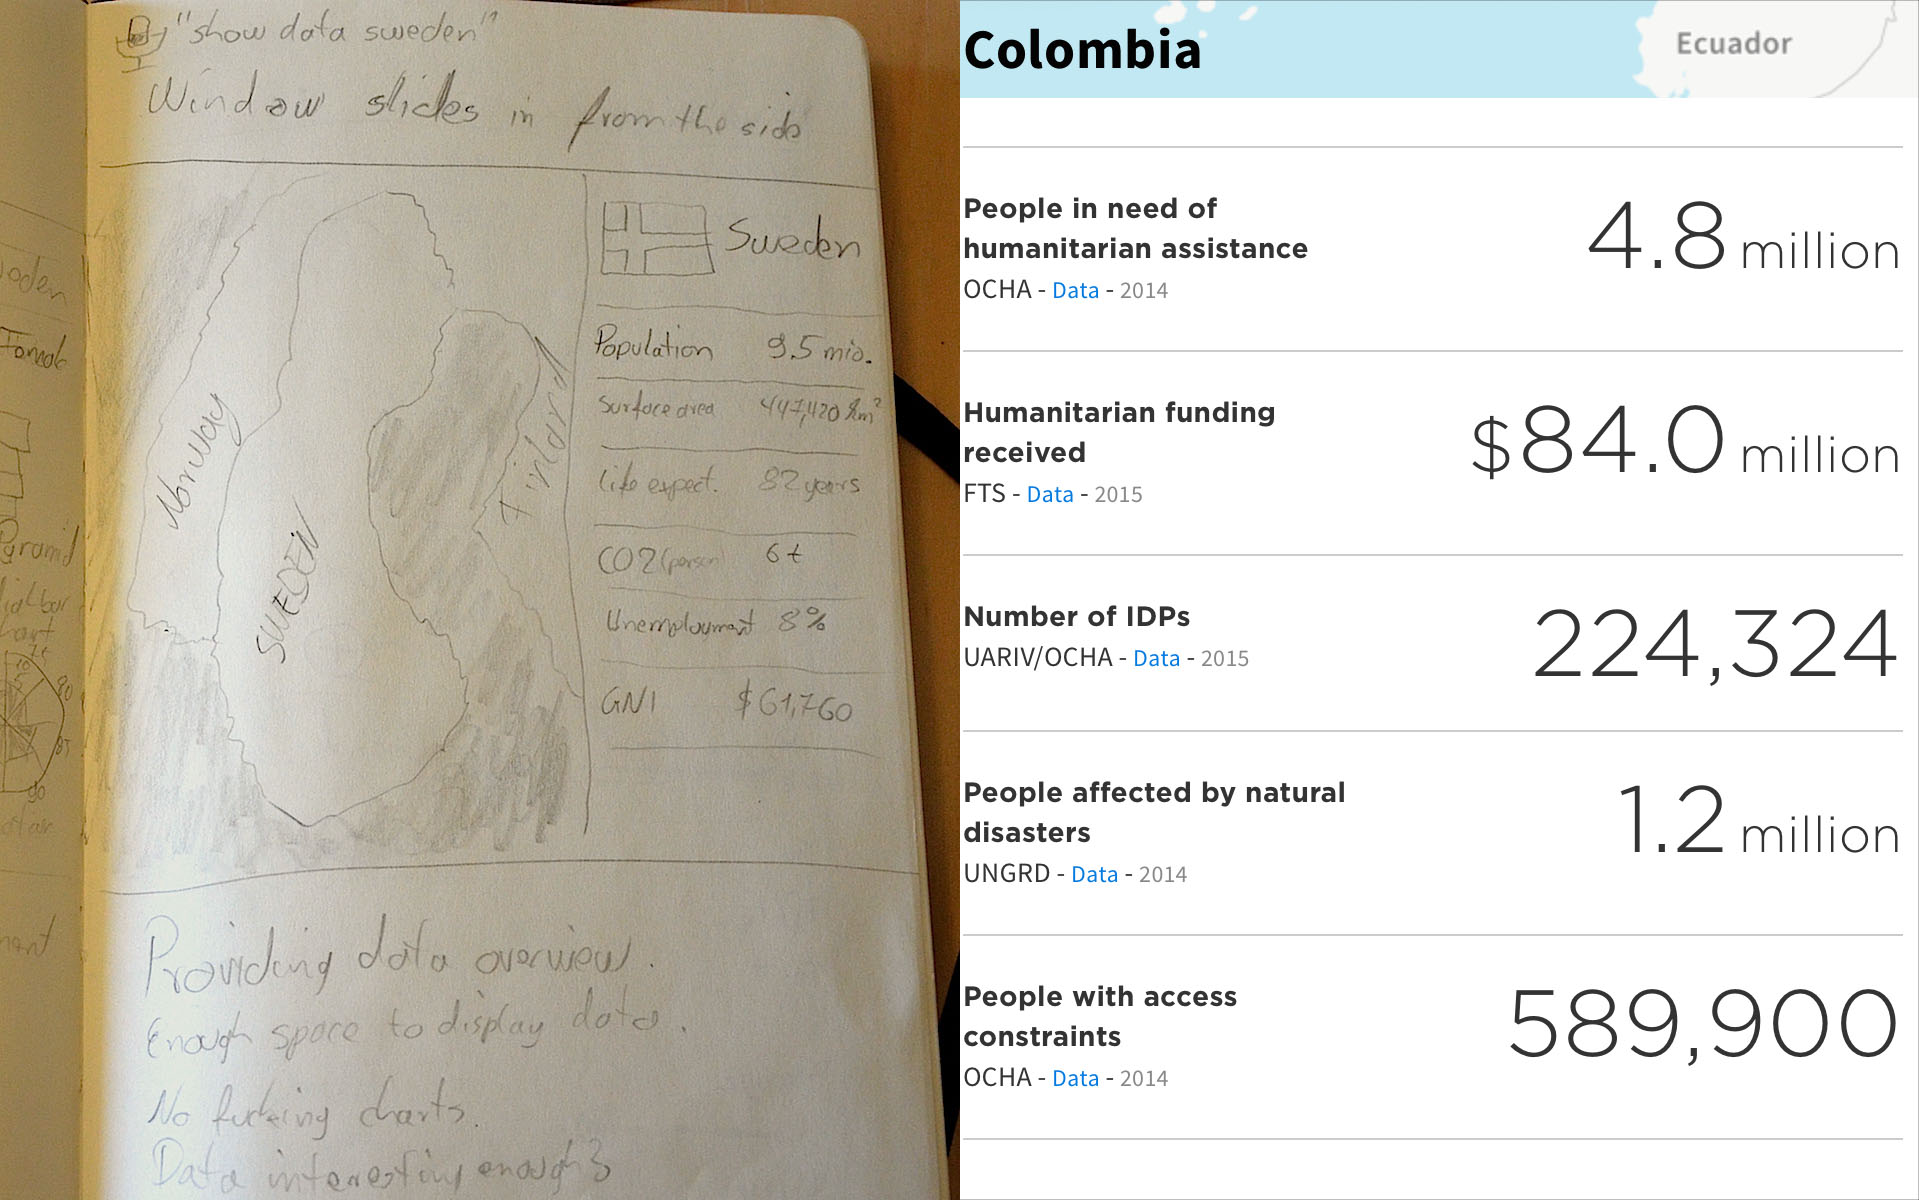 "show data sweden"
Window slides in from the side
Sweden
Population 9.5 mio.
Surface area 447,420 km²
Life expect. 82 years
CO2 (person) 6 t
Unemployment 8%
GNI $61,760
Norway
SWEDEN
Finland
Providing data overview.
Enough space to display data.
No fucking charts.
Data interesting enough?
Colombia
Ecuador
People in need of
humanitarian assistance
OCHA - Data - 2014
4.8 million
Humanitarian funding
received
FTS - Data - 2015
$84.0 million
Number of IDPs
UARIV/OCHA - Data - 2015
224,324
People affected by natural
disasters
UNGRD - Data - 2014
1.2 million
People with access
constraints
OCHA - Data - 2014
589,900